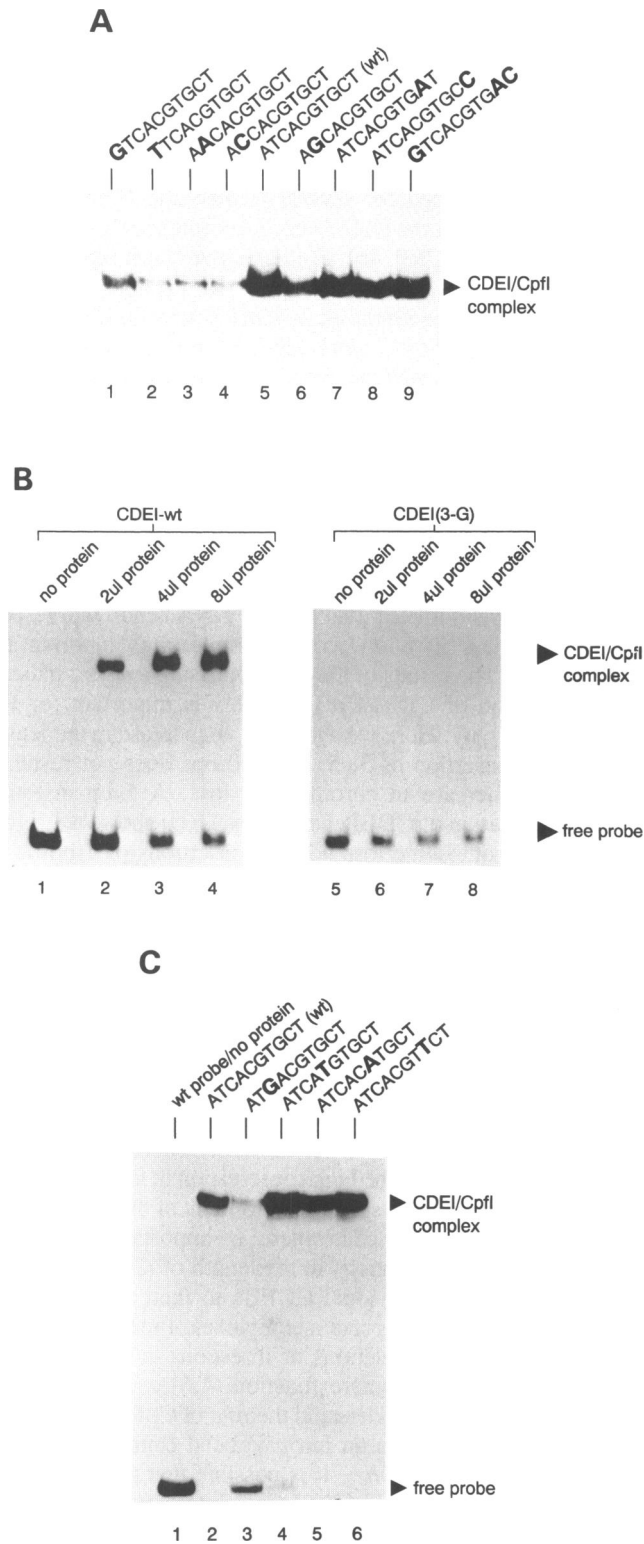 A
GTCACGTGCT
TTCACGTGCT
AACACGTGCT
ACCACGTGCT
ATCACGTGCT (wt)
AGCACGTGCT
ATCACGTGAT
ATCACGTGCC
GTCACGTGAC
CDEI/CpfI
complex
1 2 3 4 5 6 7 8 9
B
CDEI-wt
CDEI(3-G)
no protein
2ul protein
4ul protein
8ul protein
no protein
2ul protein
4ul protein
8ul protein
CDEI/CpfI
complex
free probe
1 2 3 4
5 6 7 8
C
wt probe/no protein
ATCACGTGCT (wt)
ATGACGTGCT
ATCATGTGCT
ATCACATGCT
ATCACGTTCT
CDEI/CpfI
complex
free probe
1 2 3 4 5 6